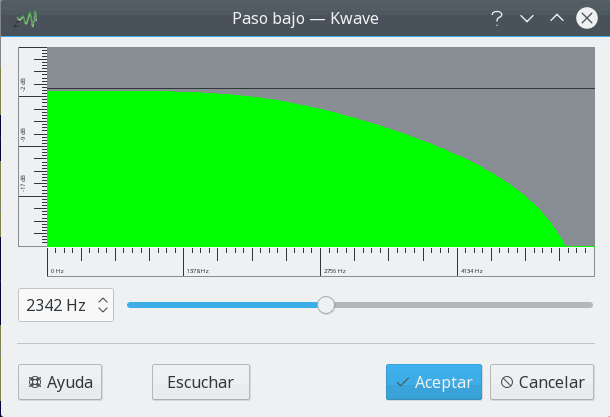 Paso bajo — Kwave
-2 dB
-9 dB
-17 dB
0 Hz 1378Hz 2756 Hz 4134 Hz
2342 Hz
Ayuda Escuchar Aceptar Cancelar